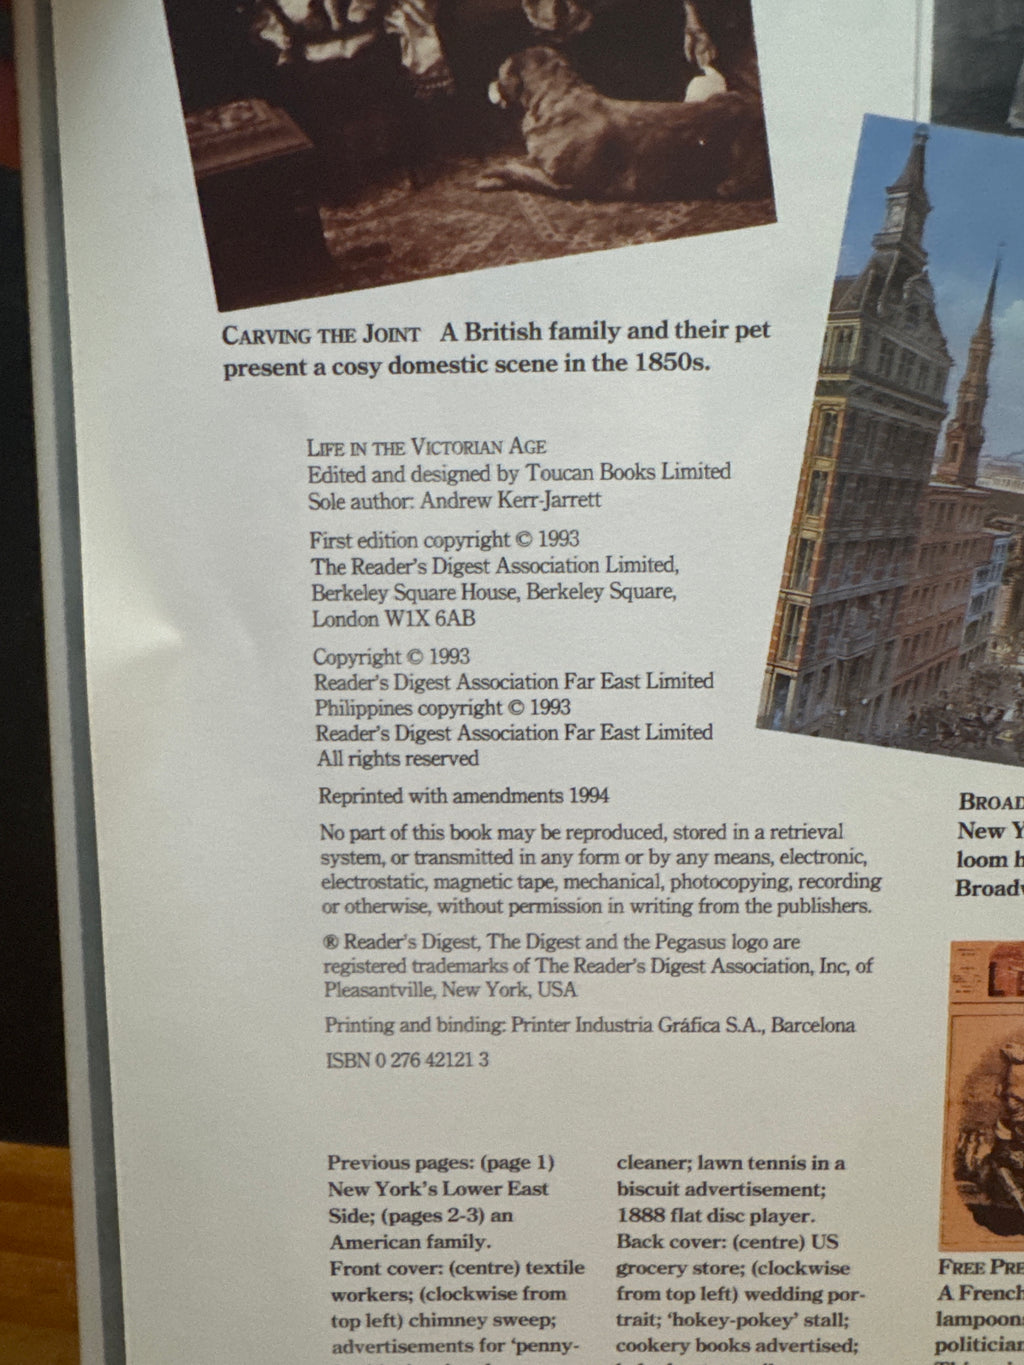 CARVING THE JOINT A British family and their pet
present a cosy domestic scene in the 1850s.
LIFE IN THE VICTORIAN AGE
Edited and designed by Toucan Books Limited
Sole author: Andrew Kerr-Jarrett
First edition copyright © 1993
The Reader's Digest Association Limited,
Berkeley Square House, Berkeley Square,
London W1X 6AB
Copyright © 1993
Reader's Digest Association Far East Limited
Philippines copyright © 1993
Reader's Digest Association Far East Limited
All rights reserved
Reprinted with amendments 1994
No part of this book may be reproduced, stored in a retrieval
system, or transmitted in any form or by any means, electronic,
electrostatic, magnetic tape, mechanical, photocopying, recording
or otherwise, without permission in writing from the publishers.
® Reader's Digest, The Digest and the Pegasus logo are
registered trademarks of The Reader's Digest Association, Inc, of
Pleasantville, New York, USA
Printing and binding: Printer Industria Gráfica S.A., Barcelona
ISBN 0 276 42121 3
Previous pages: (page 1)
New York's Lower East
Side; (pages 2-3) an
American family.
Front cover: (centre) textile
workers; (clockwise from
top left) chimney sweep;
advertisements for 'penny-
cleaner; lawn tennis in a
biscuit advertisement;
1888 flat disc player.
Back cover: (centre) US
grocery store; (clockwise
from top left) wedding por-
trait; 'hokey-pokey' stall;
cookery books advertised;
BROAD
New Y
loom h
Broadw
FREE PRE
A French
lampoon
politician